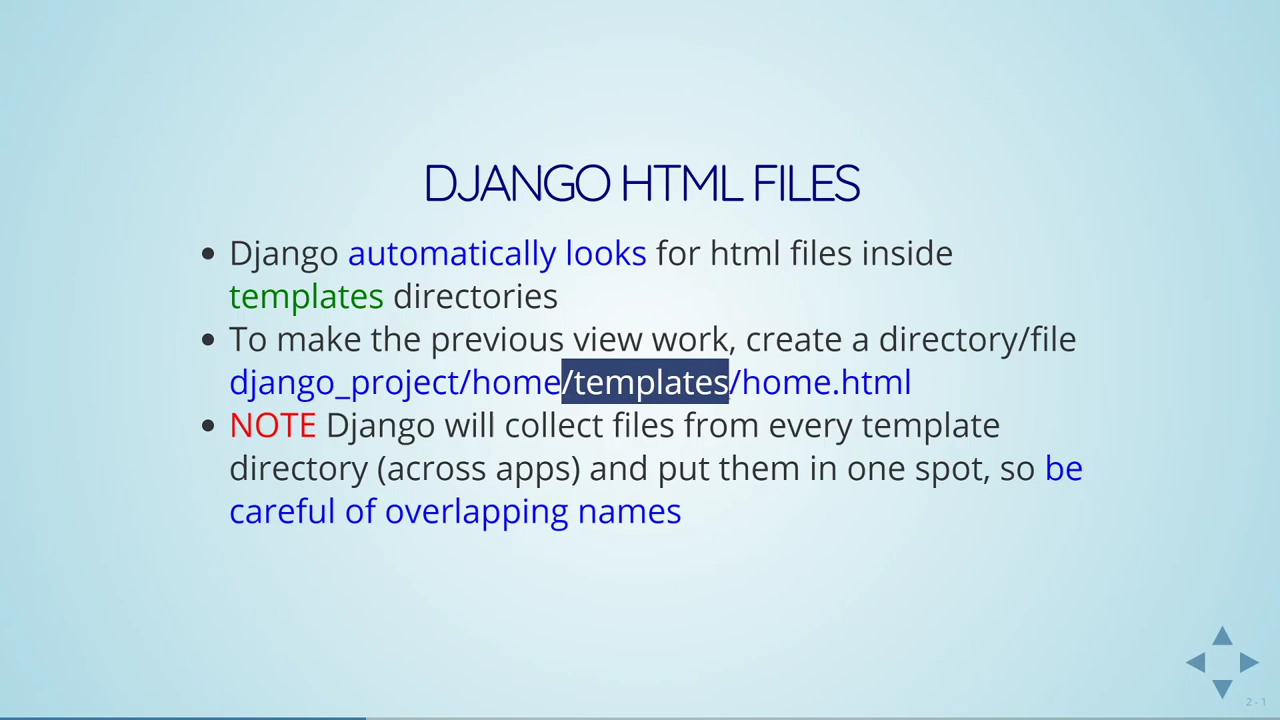 DJANGO HTML FILES
• Django automatically looks for html files inside
templates directories
• To make the previous view work, create a directory/file
django_project/home/templates/home.html
• NOTE Django will collect files from every template
directory (across apps) and put them in one spot, so be
careful of overlapping names
2 - 1